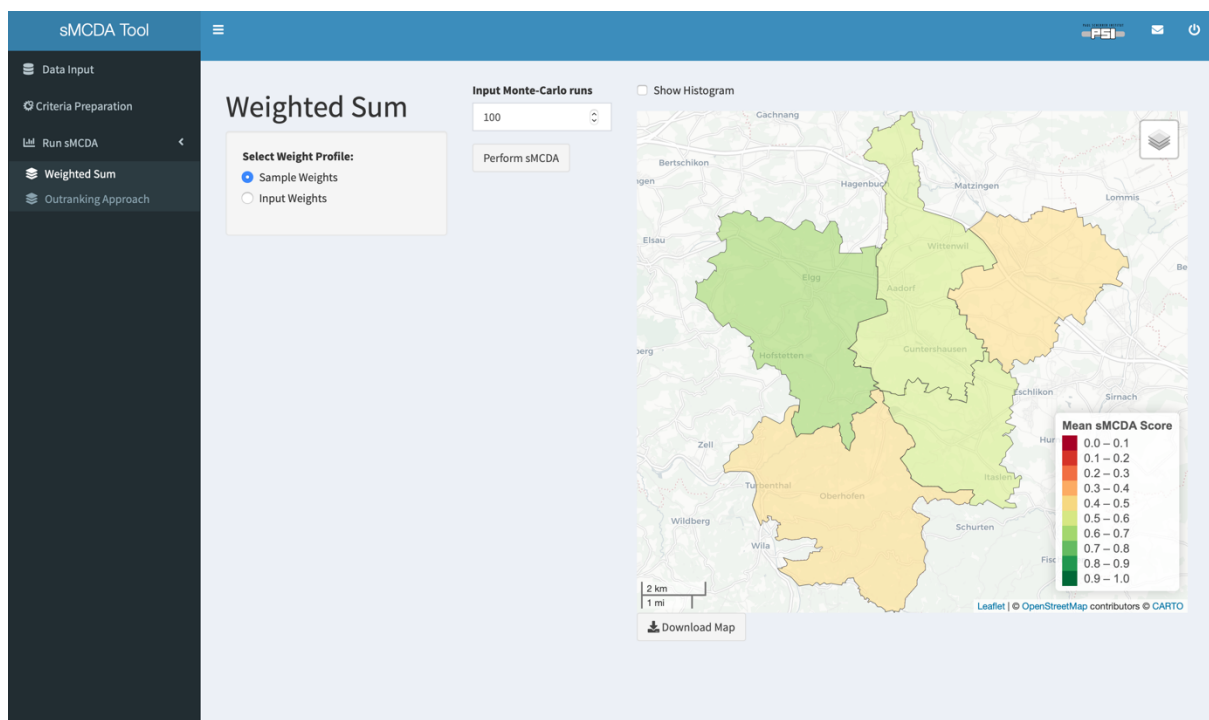 sMCDA Tool
PSI
Data Input
Criteria Preparation
Run sMCDA
Weighted Sum
Outranking Approach
Weighted Sum
Select Weight Profile:
Sample Weights
Input Weights
Input Monte-Carlo runs
100
Perform sMCDA
Show Histogram
Gachnang
Bertschikon
Hagenbuch
Matzingen
Lommis
Elsau
Wittenwil
Elgg
Aadorf
Be
Guntershausen
Hofstetten
Eschlikon
Sirnach
Zell
Itaslen
Turbenthal
Oberhofen
Wildberg
Schurten
Wila
Mean sMCDA Score
0.0 – 0.1
0.1 – 0.2
0.2 – 0.3
0.3 – 0.4
0.4 – 0.5
0.5 – 0.6
0.6 – 0.7
0.7 – 0.8
0.8 – 0.9
0.9 – 1.0
2 km
1 mi
Leaflet | © OpenStreetMap contributors © CARTO
Download Map